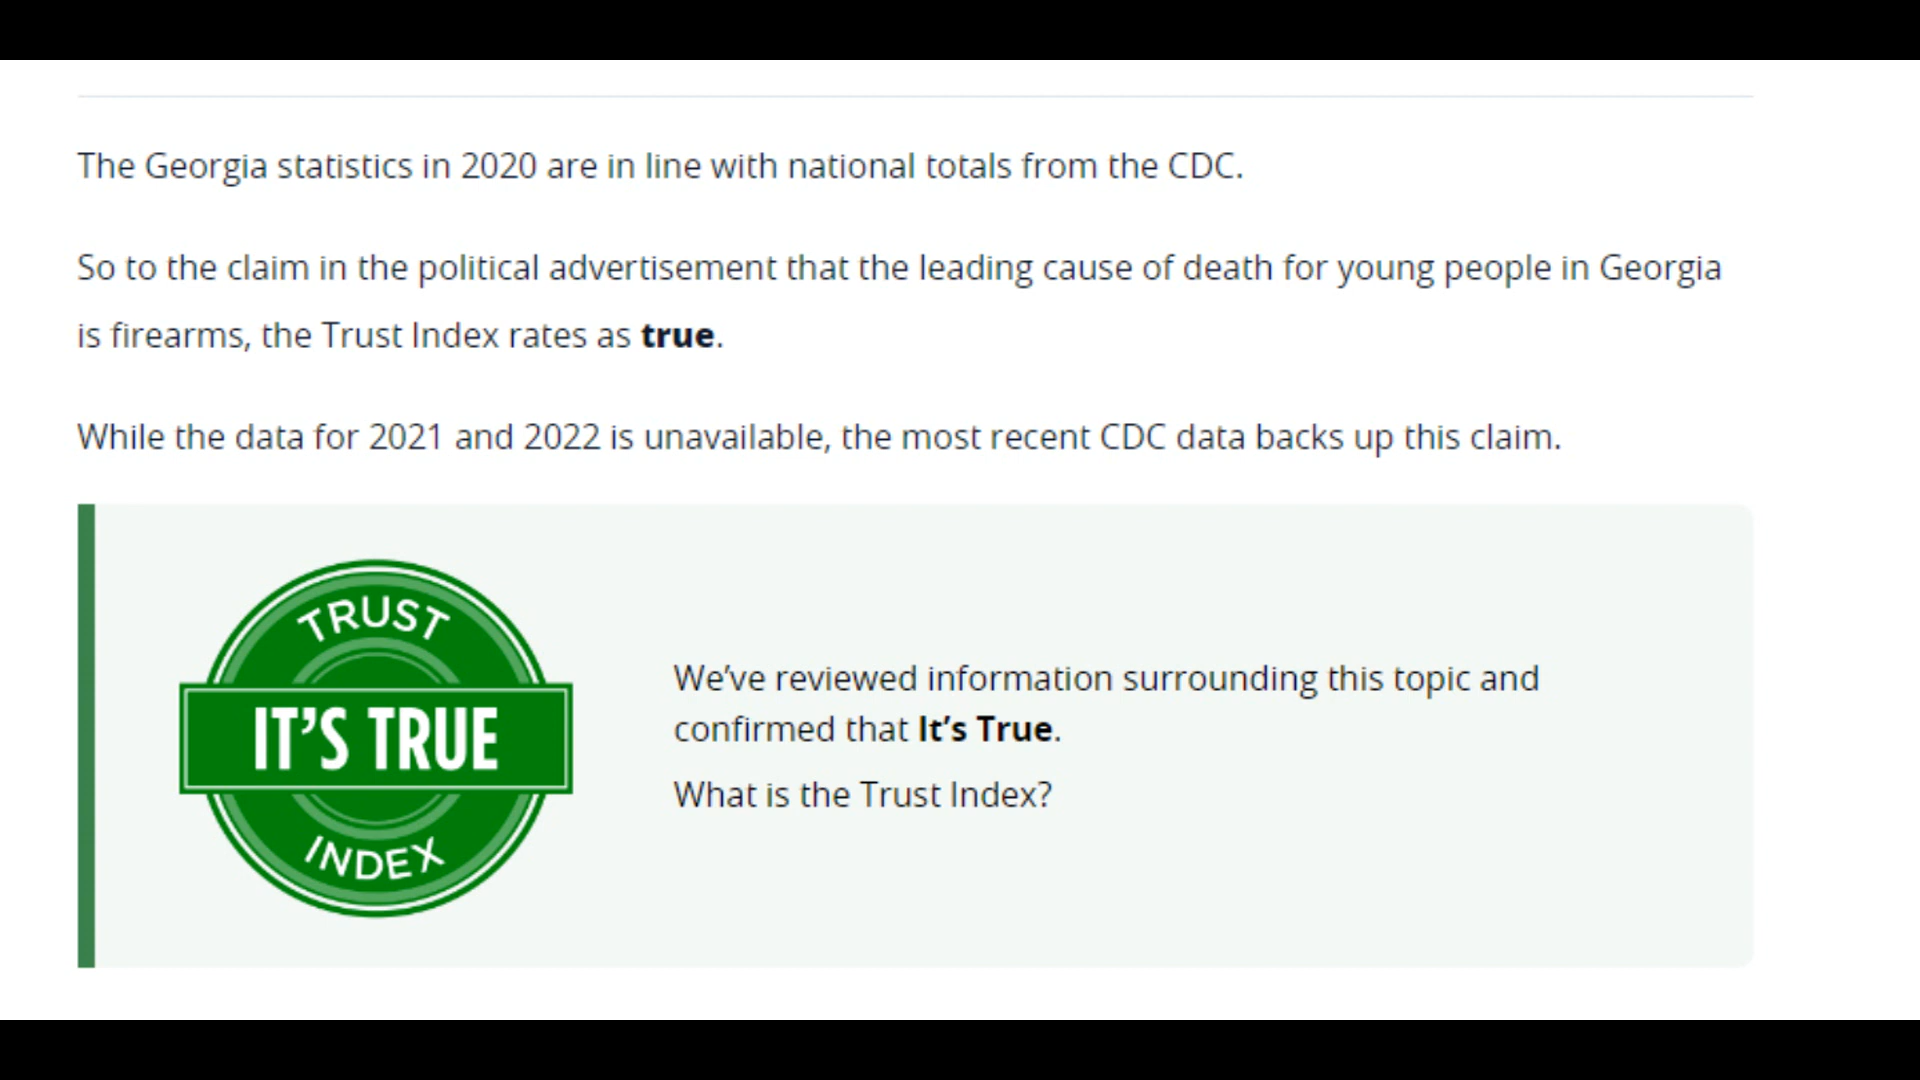 The Georgia statistics in 2020 are in line with national totals from the CDC.
So to the claim in the political advertisement that the leading cause of death for young people in Georgia
is firearms, the Trust Index rates as true.
While the data for 2021 and 2022 is unavailable, the most recent CDC data backs up this claim.
TRUST
IT'S TRUE
INDEX
We've reviewed information surrounding this topic and
confirmed that It's True.
What is the Trust Index?